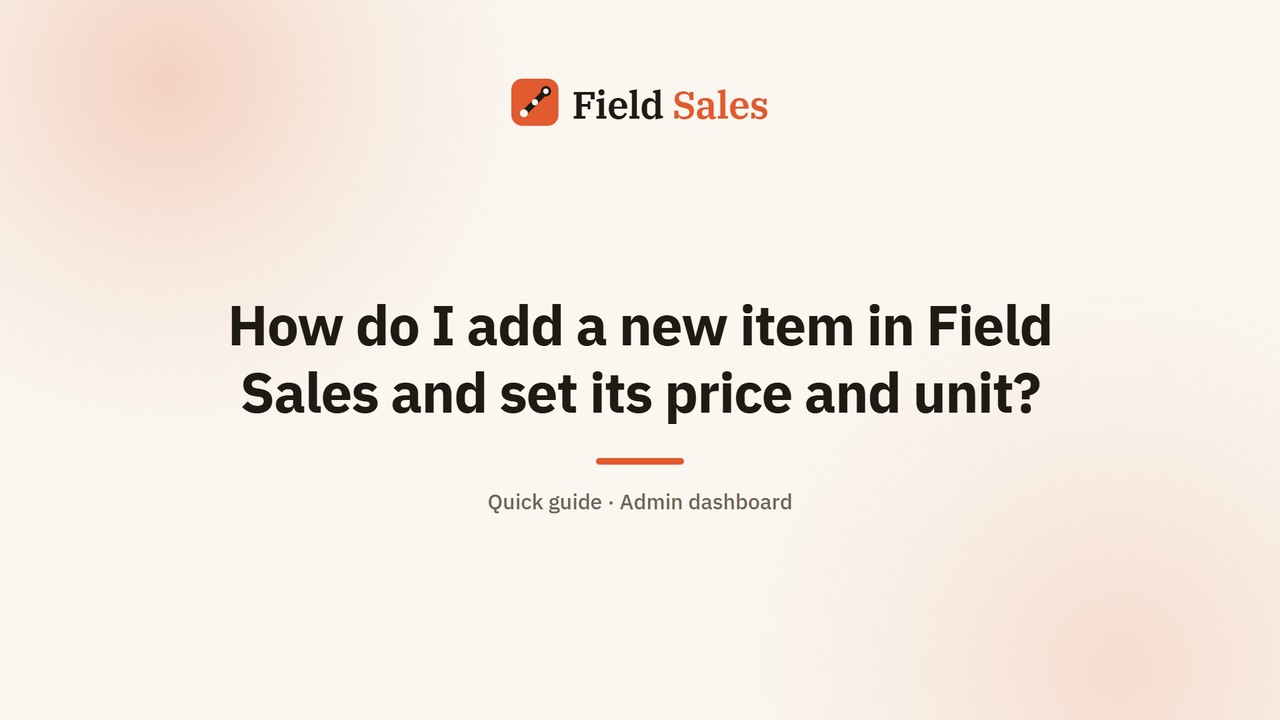 Field Sales
How do I add a new item in Field
Sales and set its price and unit?
Quick guide · Admin dashboard